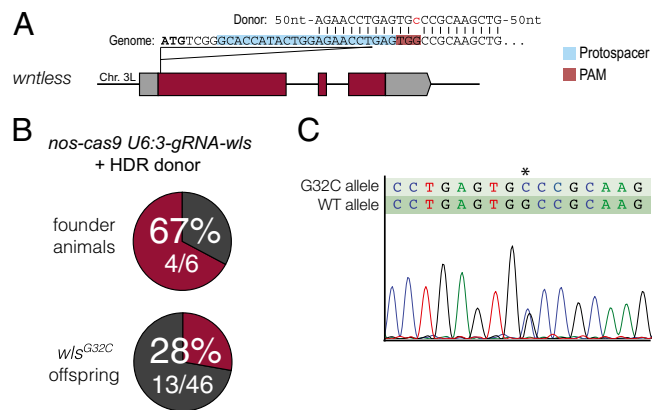 A
Donor: 50nt-AGAACCTGAGTGcCCGCAAGCTG-50nt
Genome: ATGTCGGGCACCATACTGGAGAACCTGAGTGGCCGCAAGCTG...
Protospacer
PAM
wntless
Chr. 3L
B
nos-cas9 U6:3-gRNA-wls
+ HDR donor
founder
animals
67%
4/6
wlsG32C
offspring
28%
13/46
C
*
G32C allele C C T G A G T G C C C G C A A G
WT allele C C T G A G T G G C C G C A A G